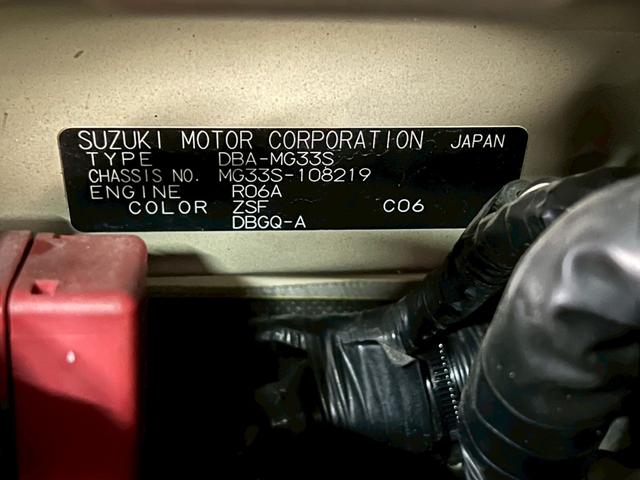 SUZUKI MOTOR CORPORATION JAPAN
TYPE DBA-MG33S
CHASSIS NO. MG33S-108219
ENGINE R06A
COLOR ZSF C06
DBGQ-A